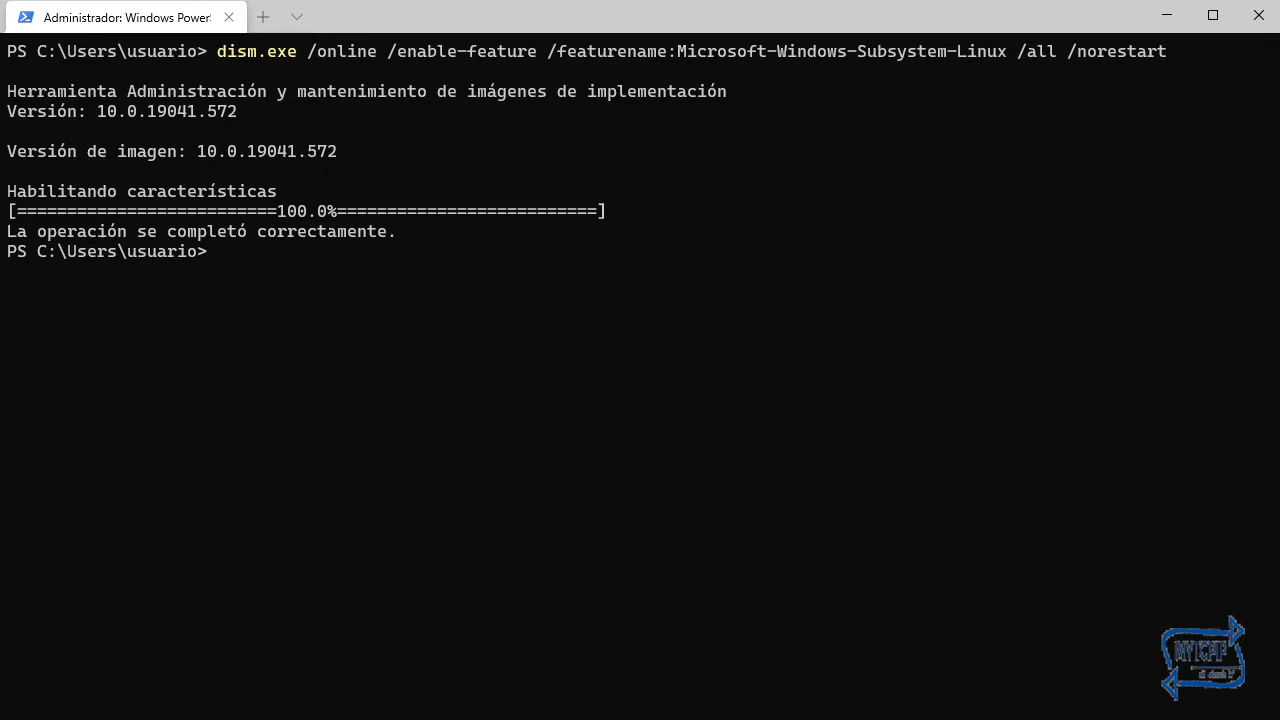 Administrador: Windows PowerS
PS C:\Users\usuario> dism.exe /online /enable-feature /featurename:Microsoft-Windows-Subsystem-Linux /all /norestart
Herramienta Administración y mantenimiento de imágenes de implementación
Versión: 10.0.19041.572
Versión de imagen: 10.0.19041.572
Habilitando características
[==========================100.0%==========================]
La operación se completó correctamente.
PS C:\Users\usuario>